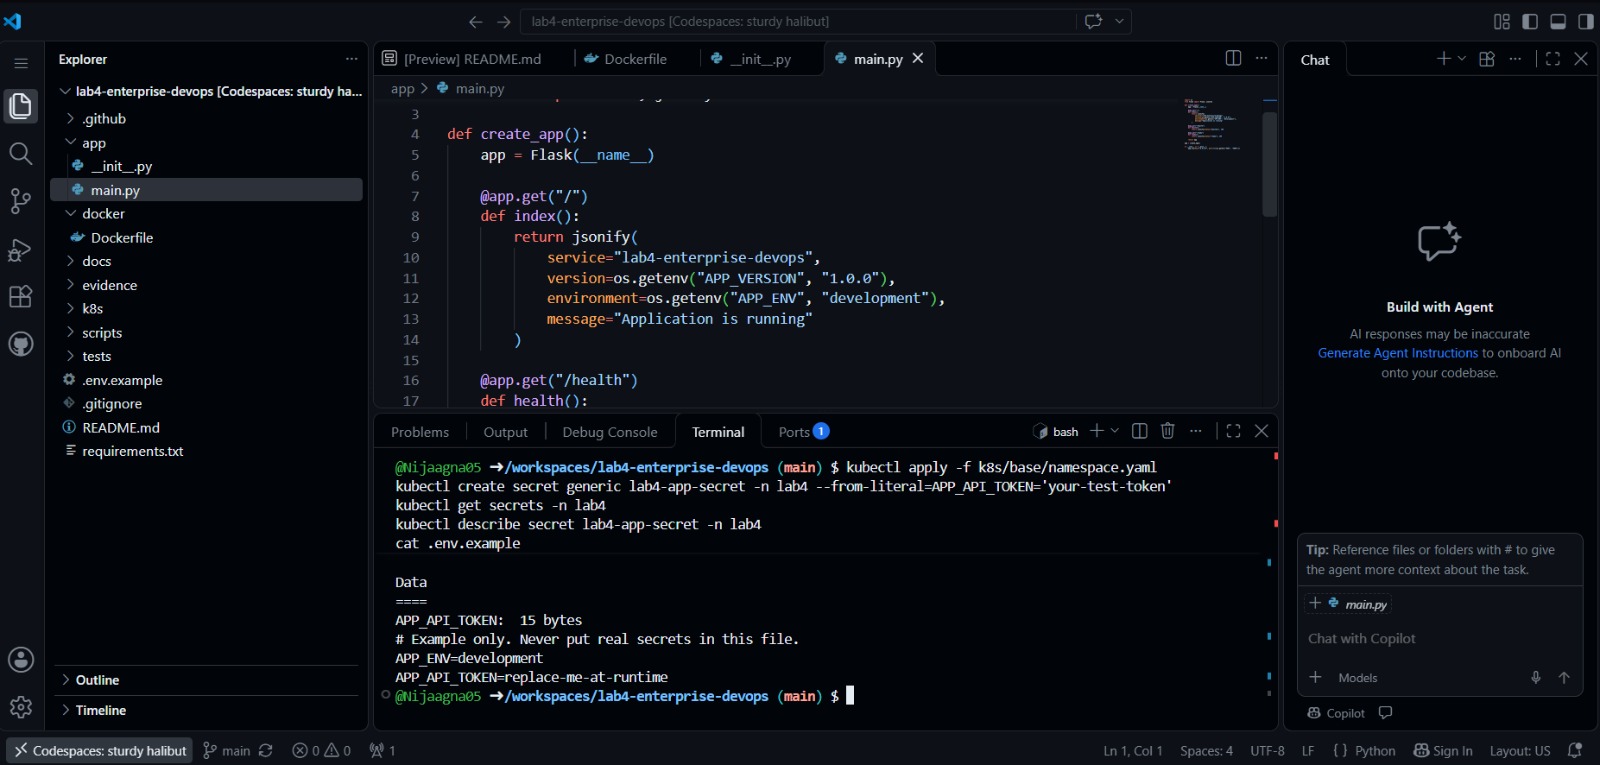 lab4-enterprise-devops [Codespaces: sturdy halibut]
Explorer
lab4-enterprise-devops [Codespaces: sturdy ha...
.github
app
__init__.py
main.py
docker
Dockerfile
docs
evidence
k8s
scripts
tests
.env.example
.gitignore
README.md
requirements.txt
Outline
Timeline
[Preview] README.md
Dockerfile
__init__.py
main.py
app > main.py
3
4 def create_app():
5 app = Flask(__name__)
6
7 @app.get("/")
8 def index():
9 return jsonify(
10 service="lab4-enterprise-devops",
11 version=os.getenv("APP_VERSION", "1.0.0"),
12 environment=os.getenv("APP_ENV", "development"),
13 message="Application is running"
14 )
15
16 @app.get("/health")
17 def health():
Problems
Output
Debug Console
Terminal
Ports 1
bash
@Nijaagna05 ➜/workspaces/lab4-enterprise-devops (main) $ kubectl apply -f k8s/base/namespace.yaml
kubectl create secret generic lab4-app-secret -n lab4 --from-literal=APP_API_TOKEN='your-test-token'
kubectl get secrets -n lab4
kubectl describe secret lab4-app-secret -n lab4
cat .env.example
Data
====
APP_API_TOKEN:  15 bytes
# Example only. Never put real secrets in this file.
APP_ENV=development
APP_API_TOKEN=replace-me-at-runtime
@Nijaagna05 ➜/workspaces/lab4-enterprise-devops (main) $
Chat
Build with Agent
AI responses may be inaccurate
Generate Agent Instructions to onboard AI
onto your codebase.
Tip: Reference files or folders with # to give
the agent more context about the task.
main.py
Chat with Copilot
Models
Copilot
Codespaces: sturdy halibut
main
0
0
1
Ln 1, Col 1
Spaces: 4
UTF-8
LF
{ } Python
Sign In
Layout: US